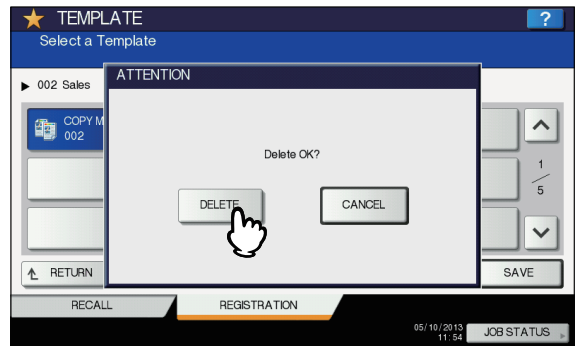 TEMPLATE
?
Select a Template
ATTENTION
002 Sales
COPY M
002
Delete OK?
1
5
DELETE
CANCEL
RETURN
SAVE
RECALL
REGISTRATION
05/10/2013
11:54
JOB STATUS